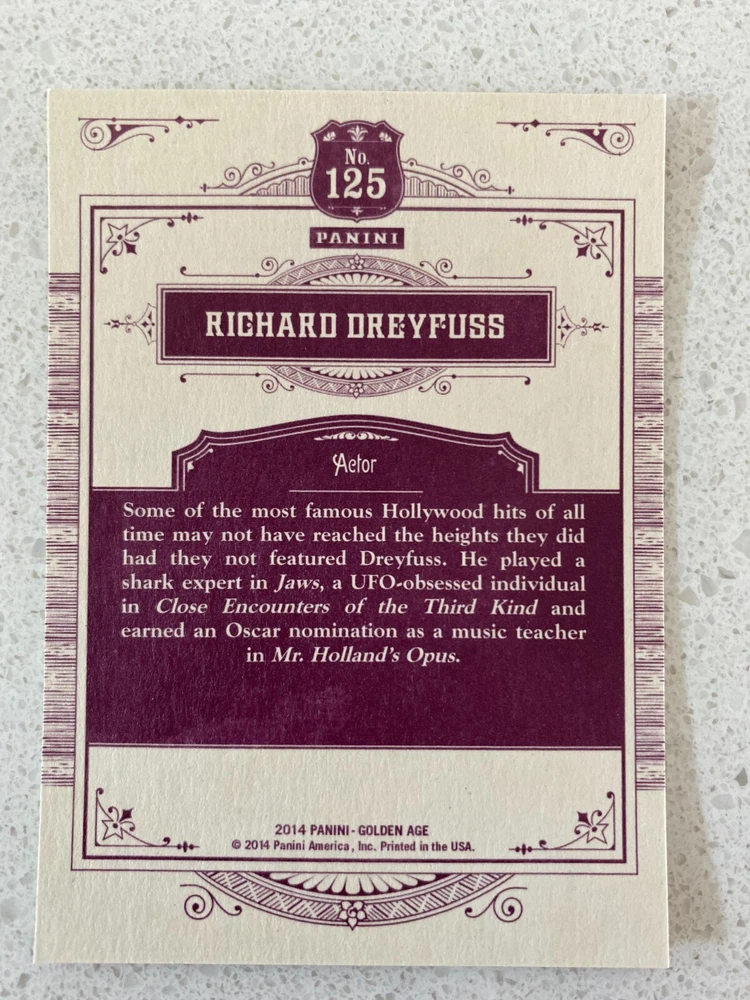 No.
125
PANINI
RICHARD DREYFUSS
Actor
Some of the most famous Hollywood hits of all
time may not have reached the heights they did
had they not featured Dreyfuss. He played a
shark expert in Jaws, a UFO-obsessed individual
in Close Encounters of the Third Kind and
earned an Oscar nomination as a music teacher
in Mr. Holland's Opus.
2014 PANINI - GOLDEN AGE
© 2014 Panini America, Inc. Printed in the USA.